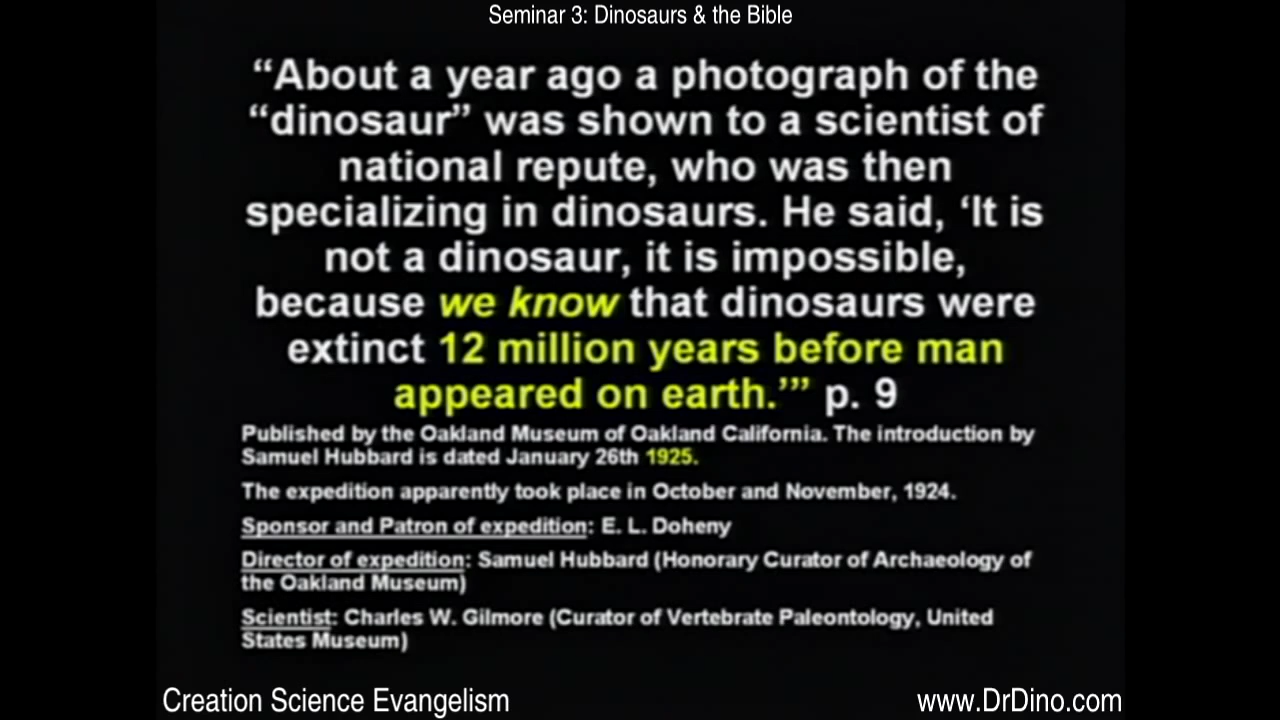 Seminar 3: Dinosaurs & the Bible
“About a year ago a photograph of the
“dinosaur” was shown to a scientist of
national repute, who was then
specializing in dinosaurs. He said, ‘It is
not a dinosaur, it is impossible,
because we know that dinosaurs were
extinct 12 million years before man
appeared on earth.’” p. 9
Published by the Oakland Museum of Oakland California. The introduction by
Samuel Hubbard is dated January 26th 1925.
The expedition apparently took place in October and November, 1924.
Sponsor and Patron of expedition: E. L. Doheny
Director of expedition: Samuel Hubbard (Honorary Curator of Archaeology of
the Oakland Museum)
Scientist: Charles W. Gilmore (Curator of Vertebrate Paleontology, United
States Museum)
Creation Science Evangelism
www.DrDino.com